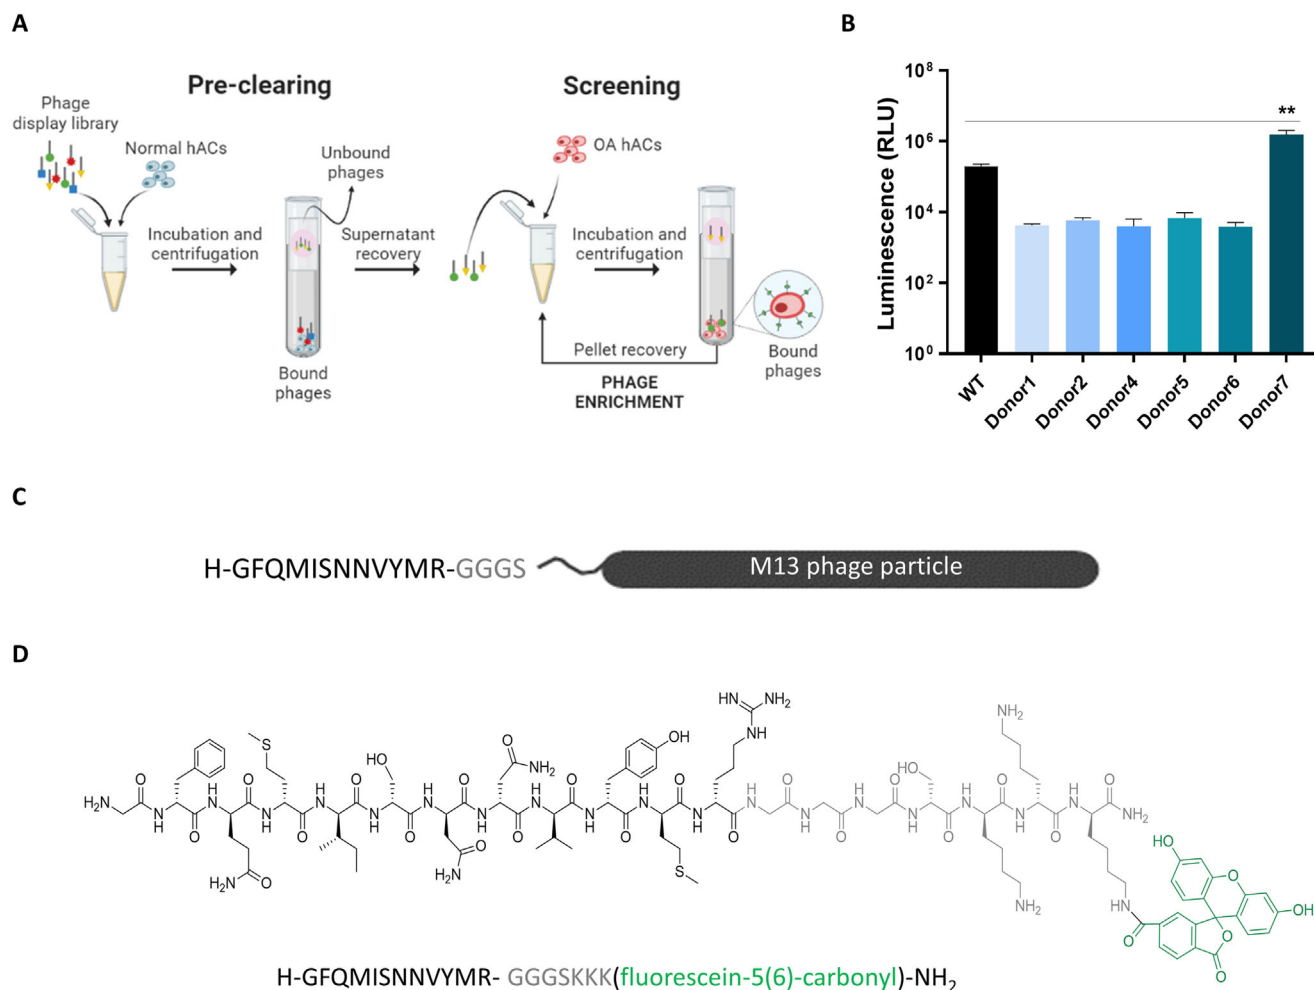 A
Pre-clearing
Screening
Phage
display library
Normal hACs
Unbound
phages
OA hACs
Incubation and
centrifugation
Supernatant
recovery
Incubation and
centrifugation
Bound
phages
Pellet recovery
PHAGE
ENRICHMENT
Bound
phages
B
Luminescence (RLU)
10⁸
10⁶
10⁴
10²
10⁰
**
WT
Donor1
Donor2
Donor4
Donor5
Donor6
Donor7
C
H-GFQMISNNVYMR-GGGS
M13 phage particle
D
H-GFQMISNNVYMR- GGGSKKK(fluorescein-5(6)-carbonyl)-NH₂